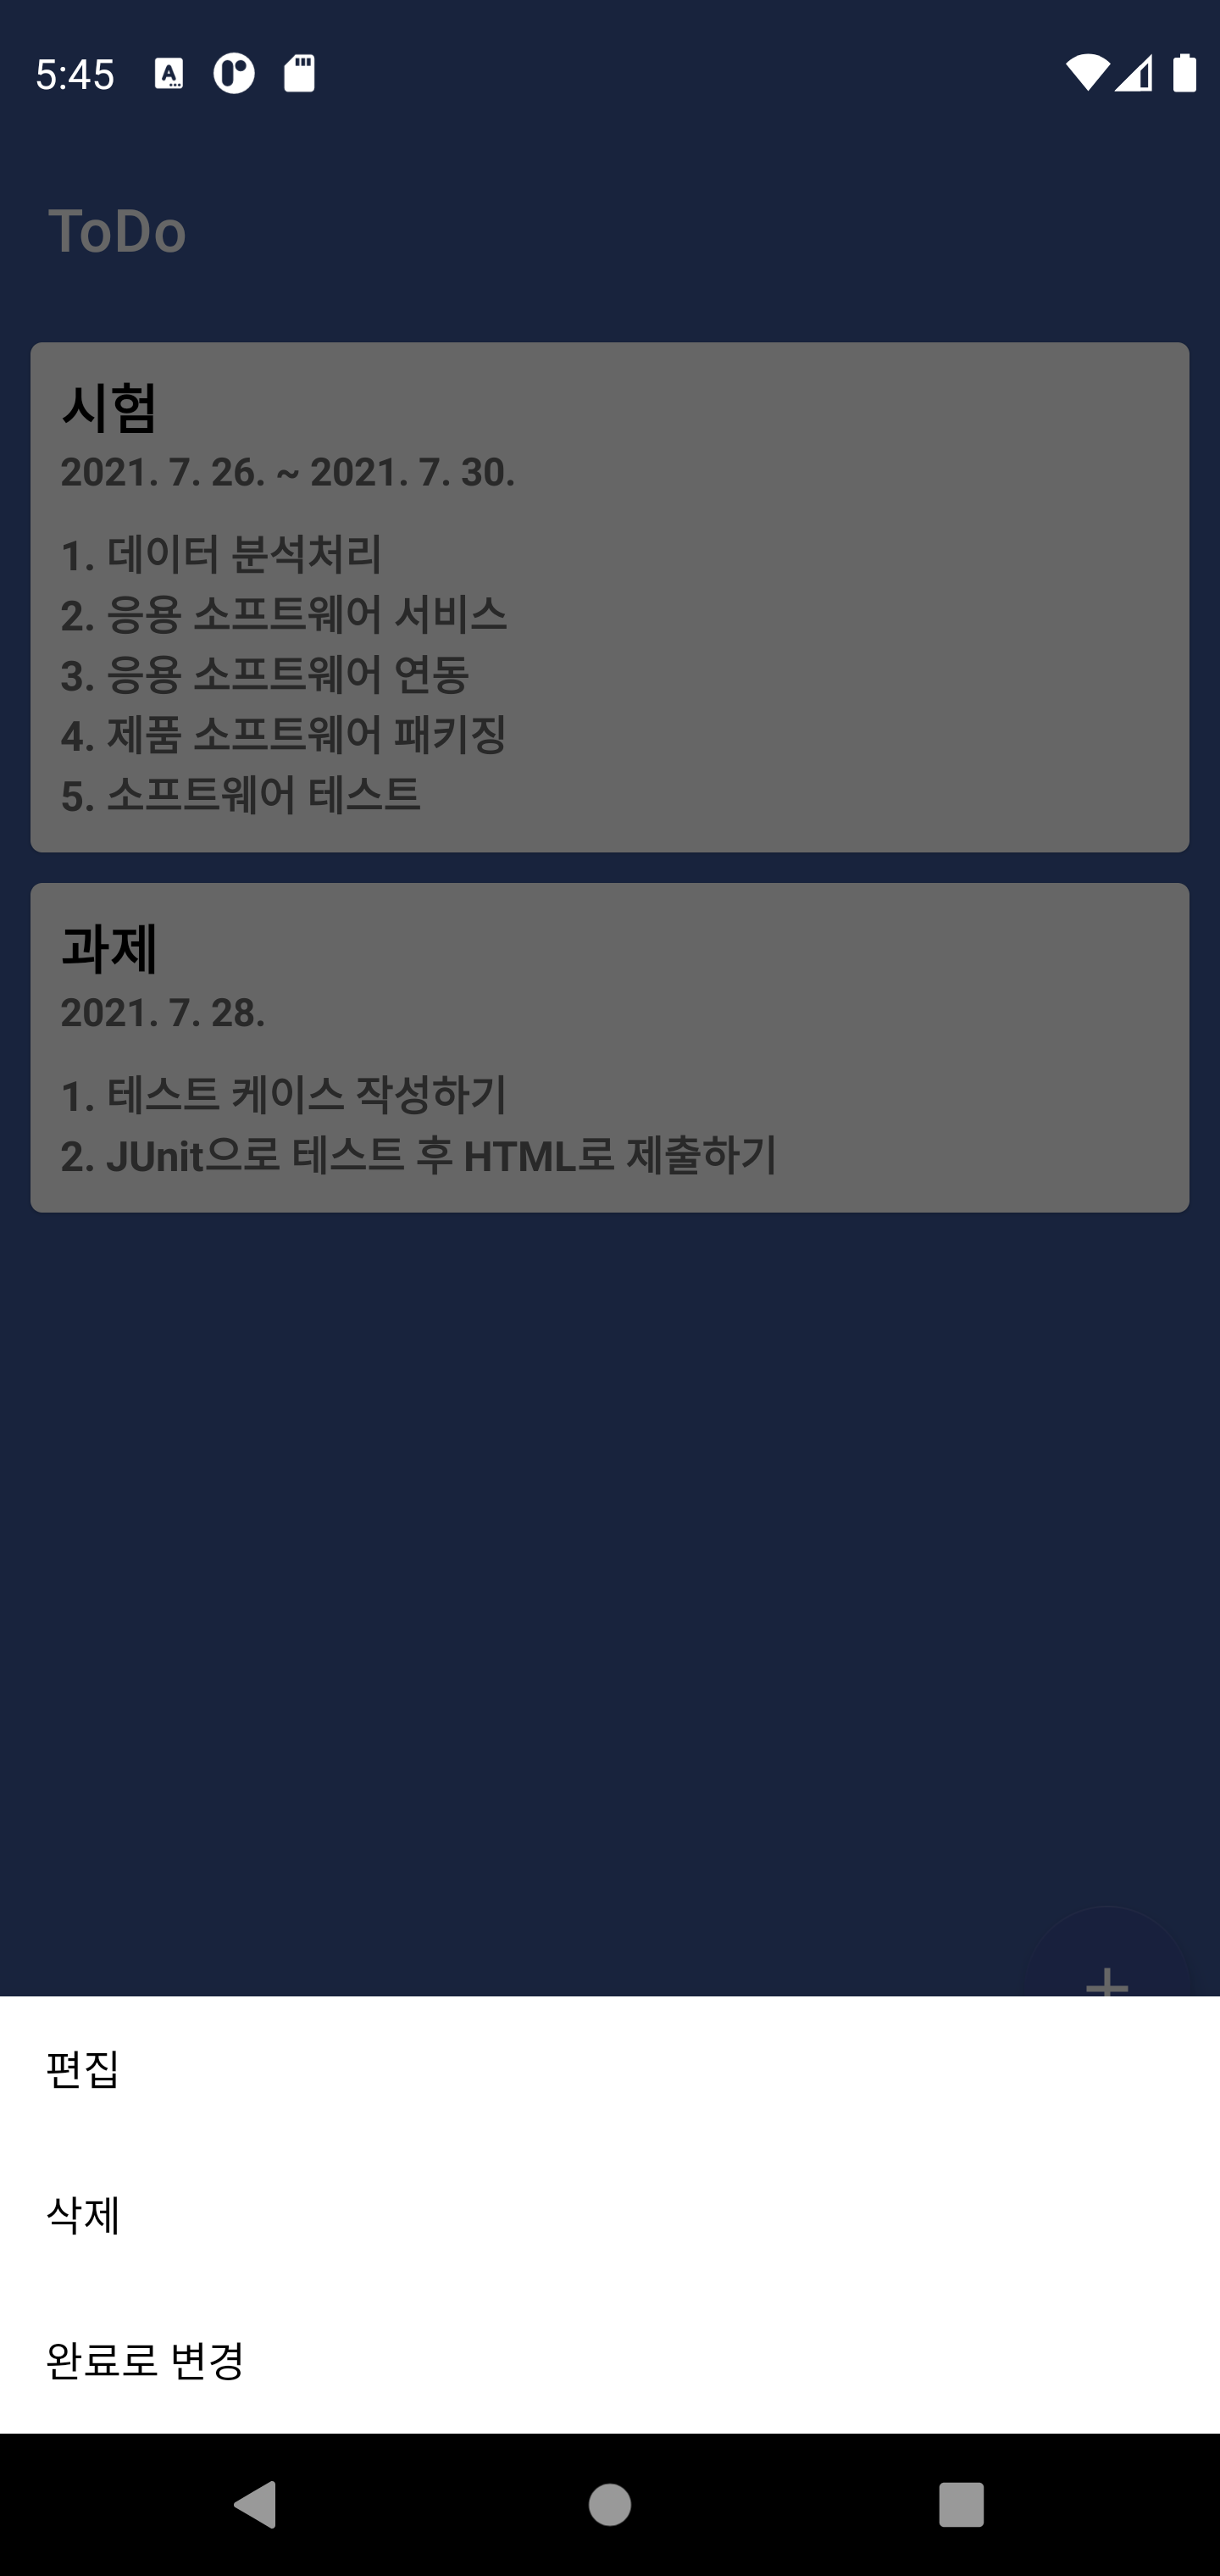 5:45
ToDo
시험
2021. 7. 26. ~ 2021. 7. 30.
1. 데이터 분석처리
2. 응용 소프트웨어 서비스
3. 응용 소프트웨어 연동
4. 제품 소프트웨어 패키징
5. 소프트웨어 테스트
과제
2021. 7. 28.
1. 테스트 케이스 작성하기
2. JUnit으로 테스트 후 HTML로 제출하기
편집
삭제
완료로 변경